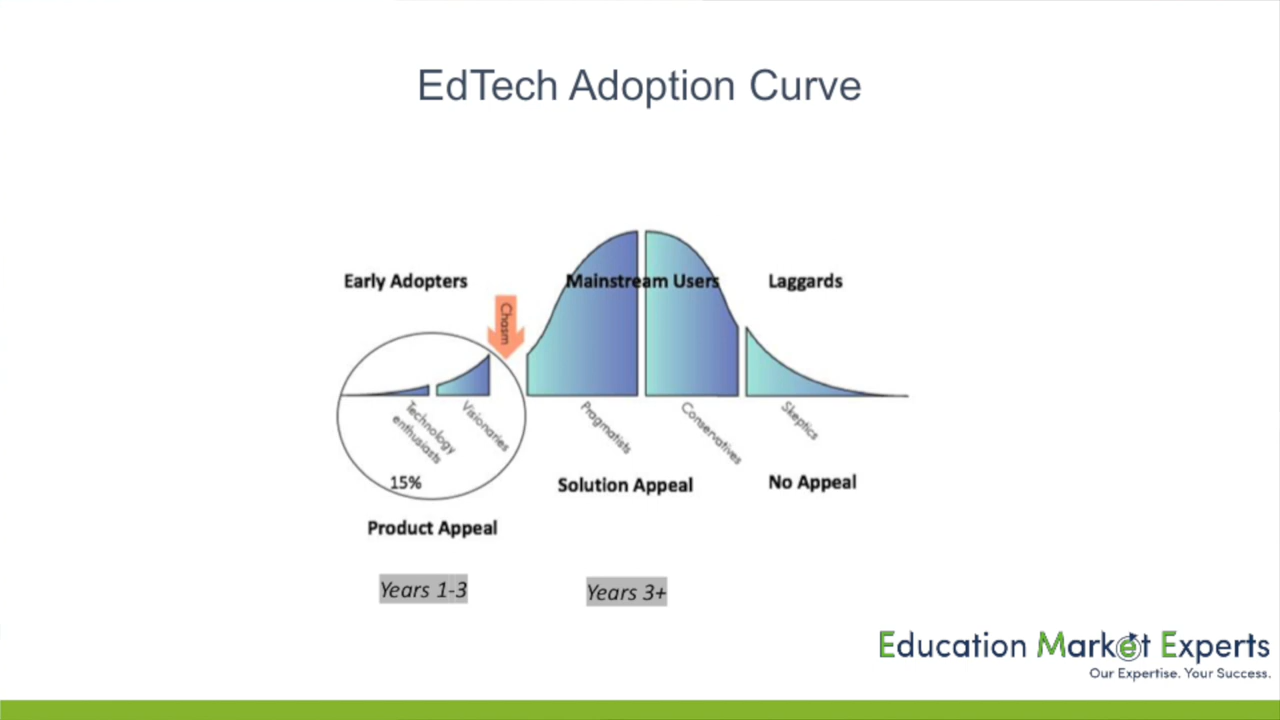 EdTech Adoption Curve
Early Adopters
Mainstream Users
Laggards
Chasm
Technology
enthusiasts
Visionaries
Pragmatists
Conservatives
Skeptics
15%
Solution Appeal
No Appeal
Product Appeal
Years 1-3
Years 3+
Education Market Experts
Our Expertise. Your Success.